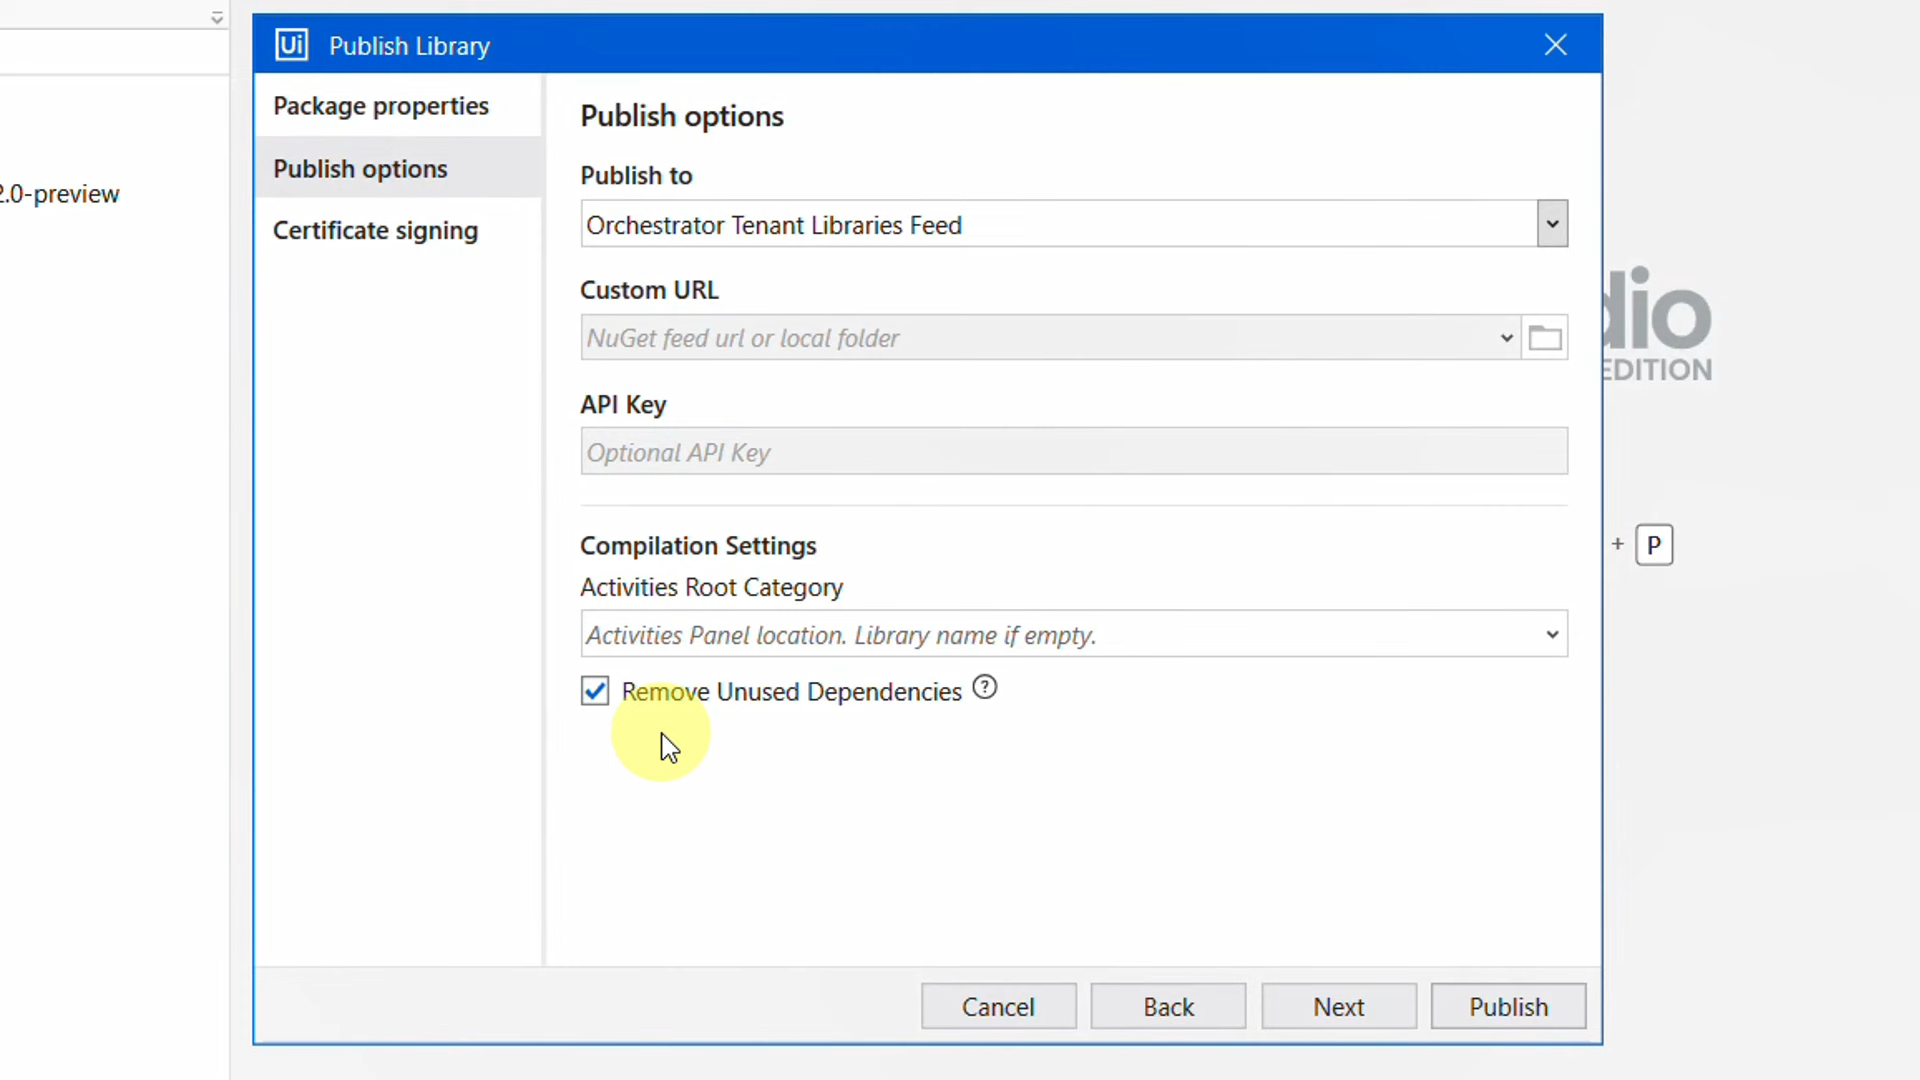 Ui Publish Library
Package properties
Publish options
Certificate signing
2.0-preview
Publish options
Publish to
Orchestrator Tenant Libraries Feed
Custom URL
NuGet feed url or local folder
API Key
Optional API Key
Compilation Settings
Activities Root Category
Activities Panel location. Library name if empty.
Remove Unused Dependencies ?
Cancel
Back
Next
Publish
dio
EDITION
+ P